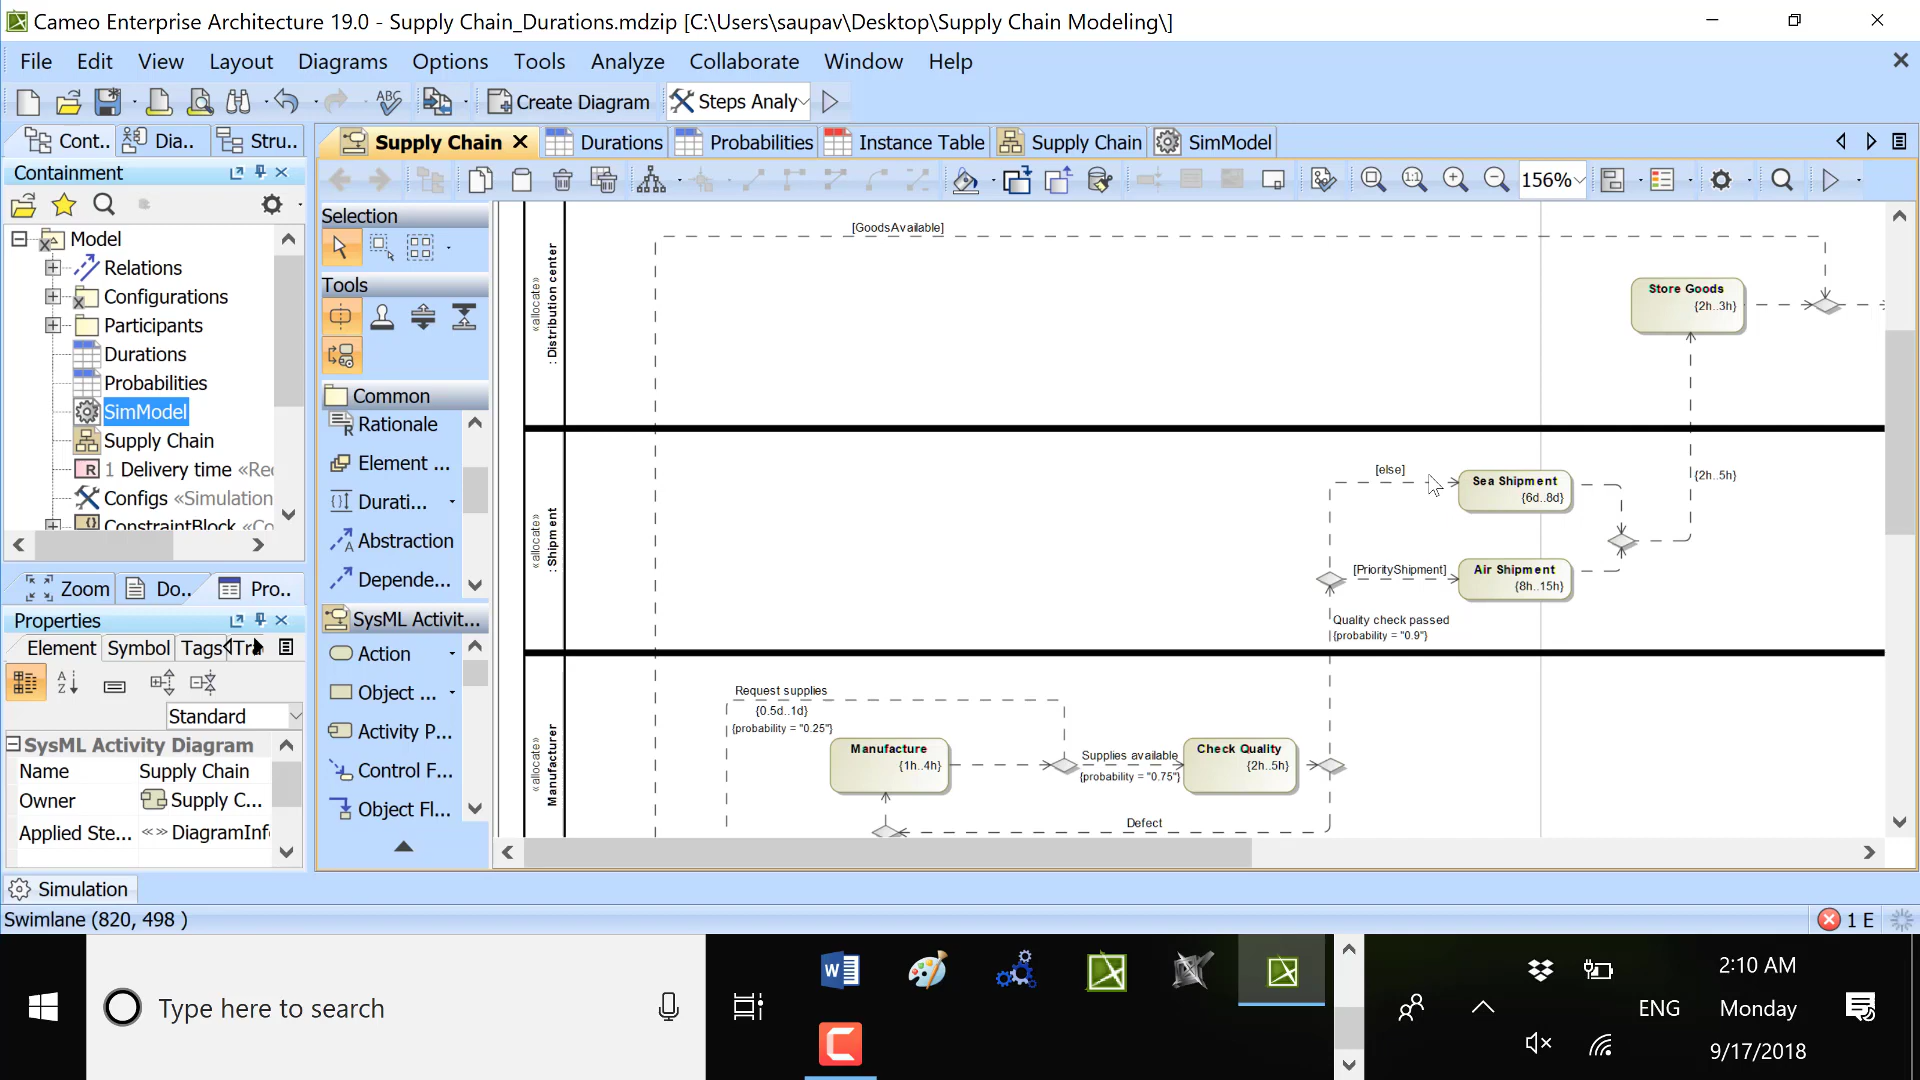 Cameo Enterprise Architecture 19.0 - Supply Chain_Durations.mdzip [C:\Users\saupav\Desktop\Supply Chain Modeling\]
File Edit View Layout Diagrams Options Tools Analyze Collaborate Window Help
ABC Create Diagram Steps Analy
Cont.. Dia.. Stru..
Supply Chain Durations Probabilities Instance Table Supply Chain SimModel
Containment
1:1 156%
Model
Relations
Configurations
Participants
Durations
Probabilities
SimModel
Supply Chain
R 1 Delivery time «Rec
Configs «Simulation
ConstraintBlock «Co
Zoom Do.. Pro..
Properties
Element Symbol Tags Tra
Standard
SysML Activity Diagram
Name Supply Chain
Owner Supply C...
Applied Ste... «» DiagramInfo
Selection
Tools
Common
Rationale
Element ...
Durati...
Abstraction
Depende...
SysML Activit...
Action
Object ...
Activity P...
Control F...
Object Fl...
«allocate»
: Distribution center
[GoodsAvailable]
Store Goods
{2h..3h}
«allocate»
: Shipment
[else]
Sea Shipment
{6d..8d}
{2h..5h}
[PriorityShipment]
Air Shipment
{8h..15h}
Quality check passed
{probability = "0.9"}
«allocate»
Manufacturer
Request supplies
{0.5d..1d}
{probability = "0.25"}
Manufacture
{1h..4h}
Supplies available
{probability = "0.75"}
Check Quality
{2h..5h}
Defect
Simulation
Swimlane (820, 498 )
1 E
Type here to search
2:10 AM
ENG Monday
9/17/2018